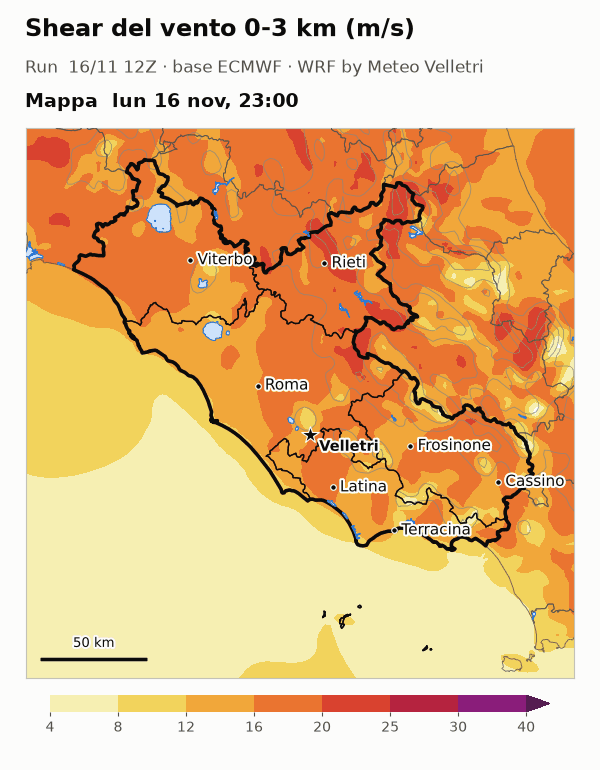 Shear del vento 0-3 km (m/s)
Run  16/11 12Z · base ECMWF · WRF by Meteo Velletri
Mappa  lun 16 nov, 23:00
Viterbo
Rieti
Roma
Velletri
Frosinone
Latina
Cassino
Terracina
50 km
4 8 12 16 20 25 30 40